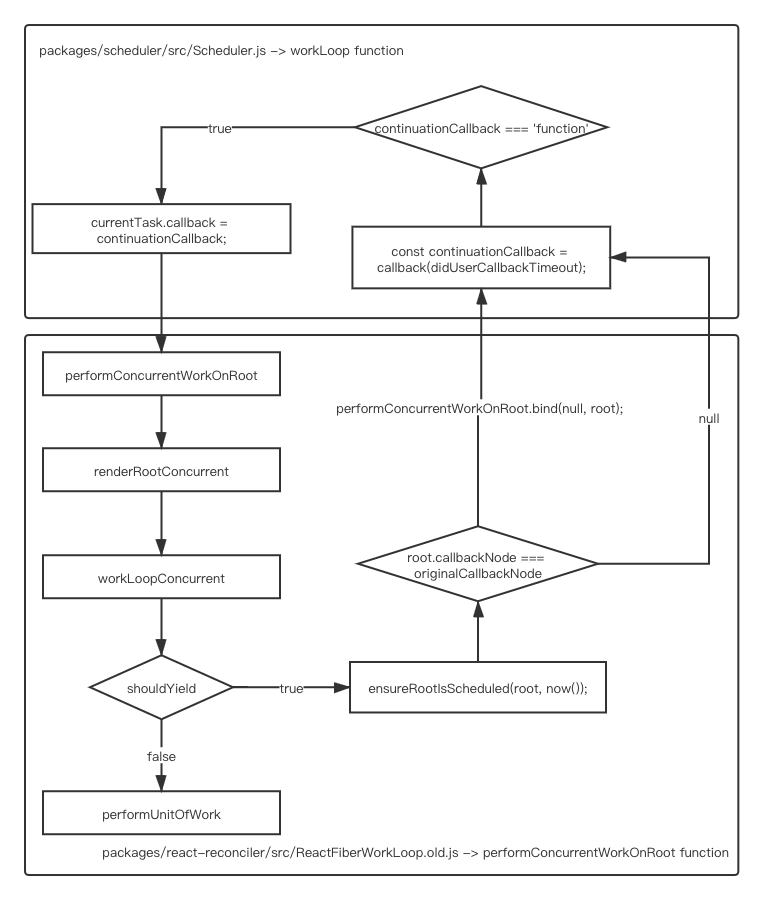 packages/scheduler/src/Scheduler.js -> workLoop function
continuationCallback === 'function'
true
currentTask.callback =
continuationCallback;
const continuationCallback =
callback(didUserCallbackTimeout);
performConcurrentWorkOnRoot
performConcurrentWorkOnRoot.bind(null, root);
null
renderRootConcurrent
root.callbackNode ===
originalCallbackNode
workLoopConcurrent
shouldYield
true
ensureRootIsScheduled(root, now());
false
performUnitOfWork
packages/react-reconciler/src/ReactFiberWorkLoop.old.js -> performConcurrentWorkOnRoot function